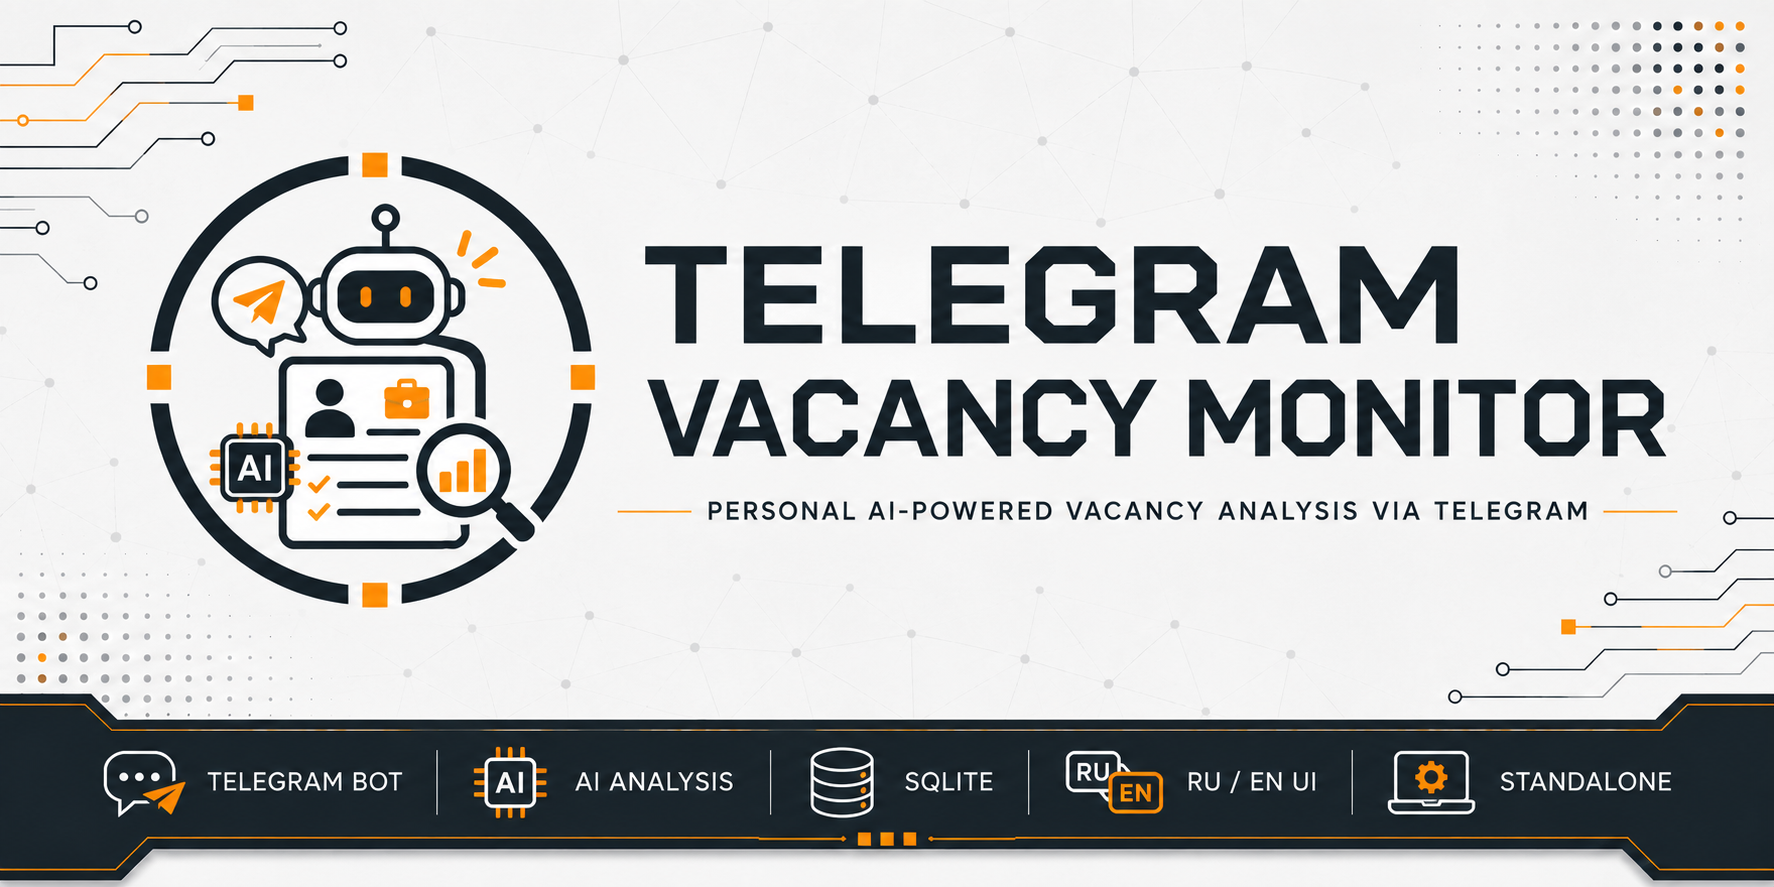 TELEGRAM
VACANCY MONITOR
PERSONAL AI-POWERED VACANCY ANALYSIS VIA TELEGRAM
AI
TELEGRAM BOT
AI
AI ANALYSIS
SQLITE
RU
EN
RU / EN UI
STANDALONE